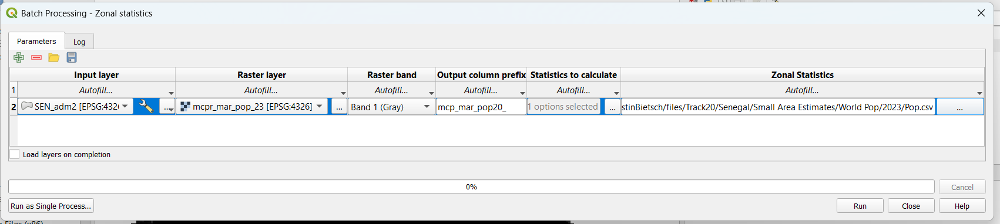 Batch Processing - Zonal statistics
Parameters
Log
Input layer Raster layer Raster band Output column prefix Statistics to calculate Zonal Statistics
1 Autofill... Autofill... Autofill... Autofill... Autofill... Autofill...
2 SEN_adm2 [EPSG:432 ... mcpr_mar_pop_23 [EPSG:4326] ... Band 1 (Gray) mcp_mar_pop20_ 1 options selected ... stinBietsch/files/Track20/Senegal/Small Area Estimates/World Pop/2023/Pop.csv ...
Load layers on completion
0%
Cancel
Run as Single Process...
Run
Close
Help